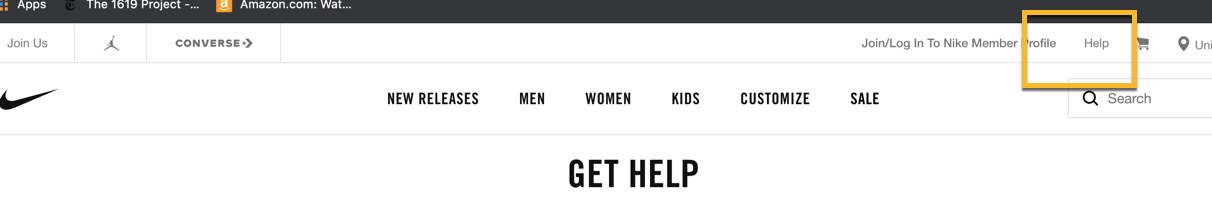 Apps The 1619 Project -... Amazon.com: Wat...
Join Us CONVERSE Join/Log In To Nike Member Profile Help Uni
NEW RELEASES MEN WOMEN KIDS CUSTOMIZE SALE Search
GET HELP